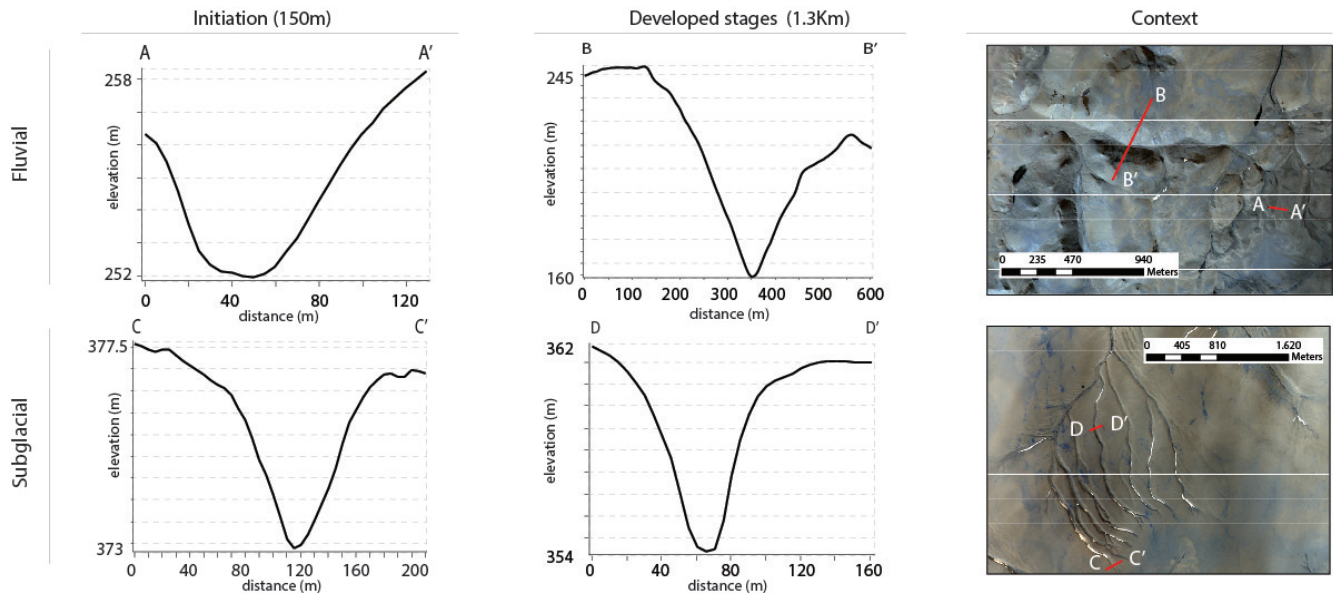 Initiation (150m) Developed stages (1.3Km) Context
Fluvial
A A'
258
252
elevation (m)
0 40 80 120
distance (m)
B B'
245
160
elevation (m)
0 100 200 300 400 500 600
distance (m)
B
B'
A A'
0 235 470 940
Meters
Subglacial
C C'
377.5
373
elevation (m)
0 40 120 160 200
distance (m)
D D'
362
354
elevation (m)
0 40 80 120 160
distance (m)
0 405 810 1.620
Meters
D D'
C C'